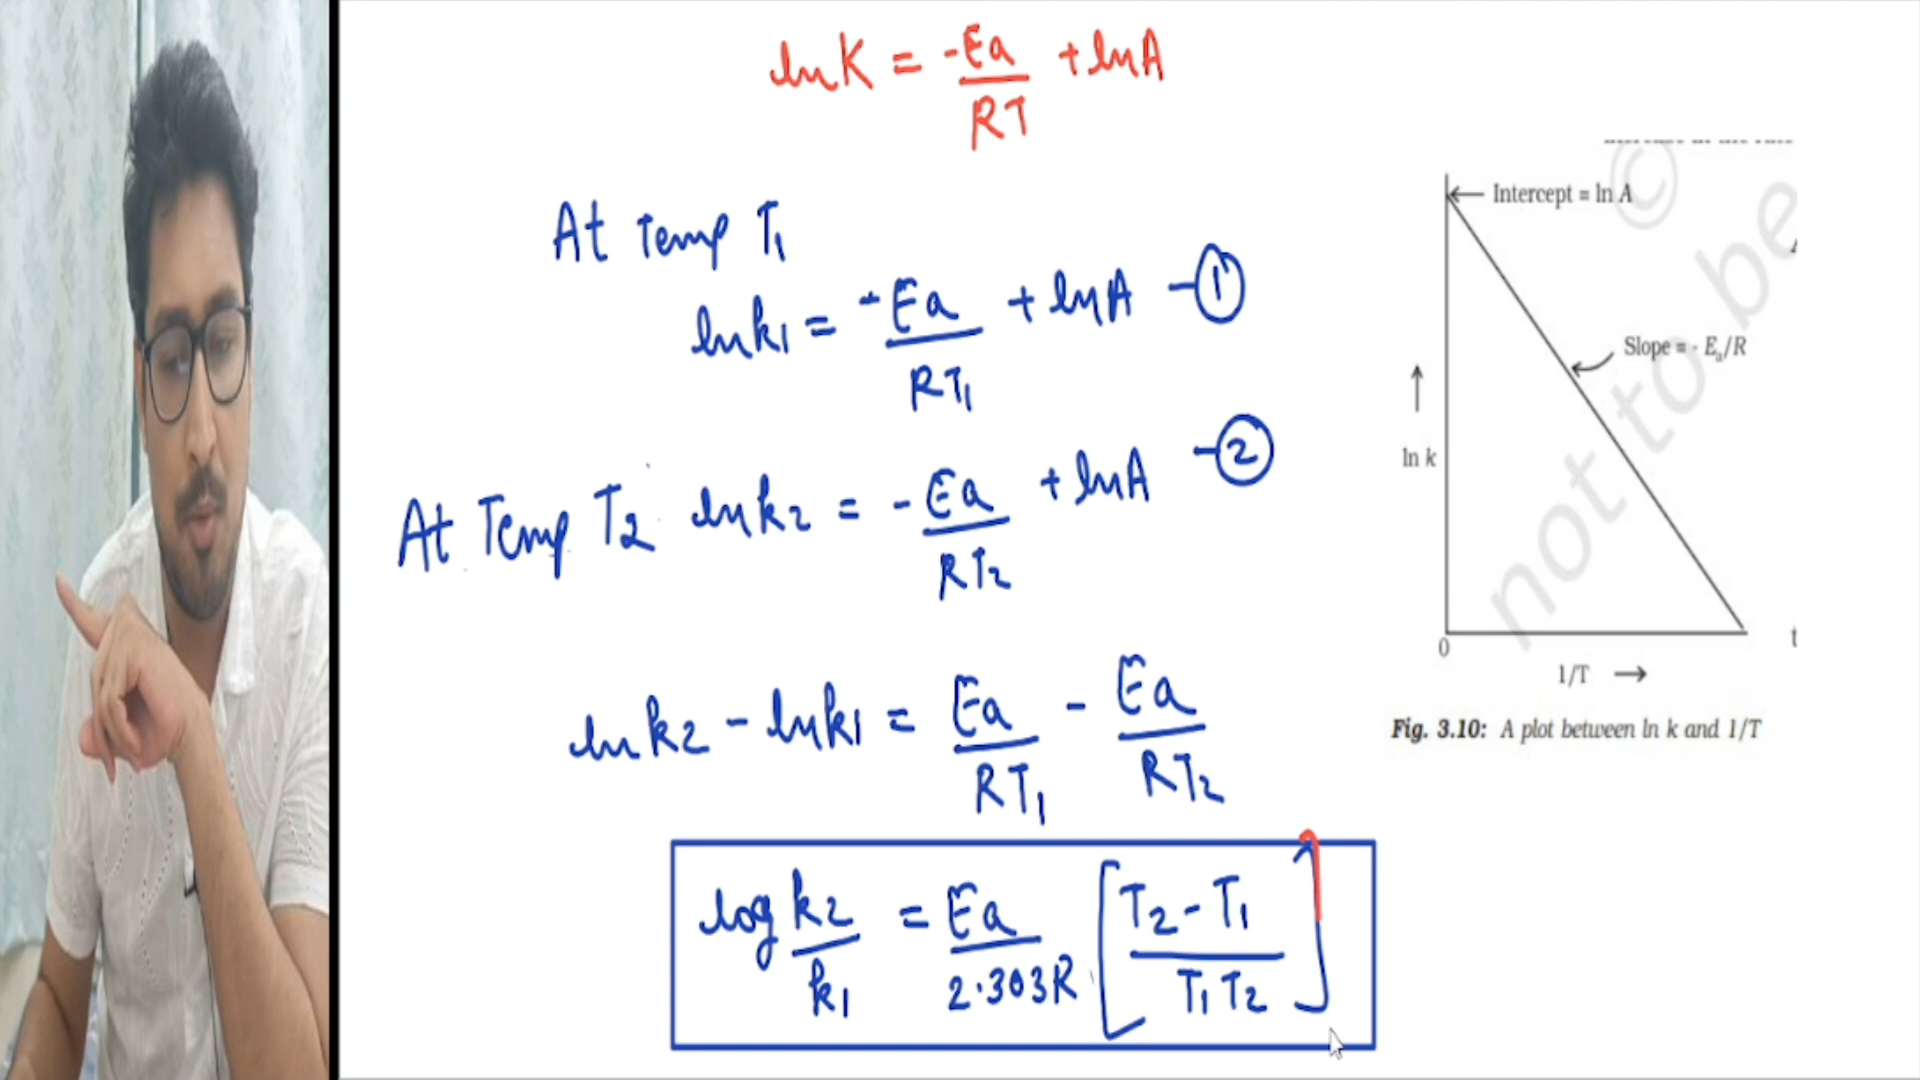 lnK = -Ea/RT + lnA
At Temp T1
lnk1 = -Ea/RT1 + lnA -①
At Temp T2 lnk2 = -Ea/RT2 + lnA -②
lnk2 - lnk1 = Ea/RT1 - Ea/RT2
log k2/k1 = Ea/2.303R [T2-T1/T1T2]
Intercept = ln A
Slope = - Ea/R
ln k
0
1/T
Fig. 3.10: A plot between ln k and 1/T
©
not to be
t